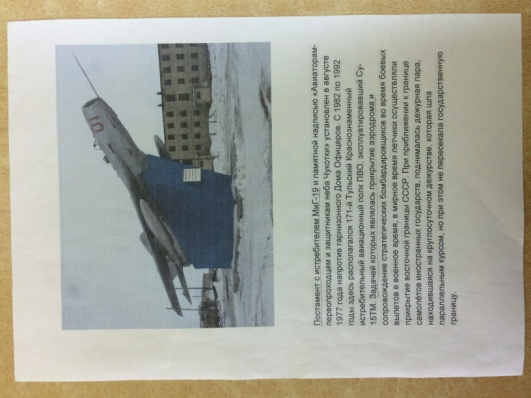 Постамент с истребителем МиГ-19 и памятной надписью «Авиаторам-
первопроходцам и защитникам неба Чукотки» установлен в августе
1977 года напротив гарнизонного Дома Офицеров. С 1982 по 1992
годы здесь располагался 171-й Тульский Краснознаменный
истребительный авиационный полк ПВО, эксплуатировавший Су-
15ТМ. Задачей которых являлась прикрытие аэродрома и
сопровождение стратегических бомбардировщиков во время боевых
вылетов в военное время, в мирное время летчики осуществляли
прикрытие восточной границы СССР. При приближении к границе
самолётов иностранных государств, поднималась дежурная пара,
находившаяся на круглосуточном дежурстве, которая шла
параллельным курсом, но при этом не пересекала государственную
границу.